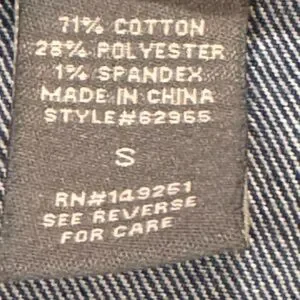 71% COTTON
28% POLYESTER
1% SPANDEX
MADE IN CHINA
STYLE#62965
S
RN#149251
SEE REVERSE
FOR CARE